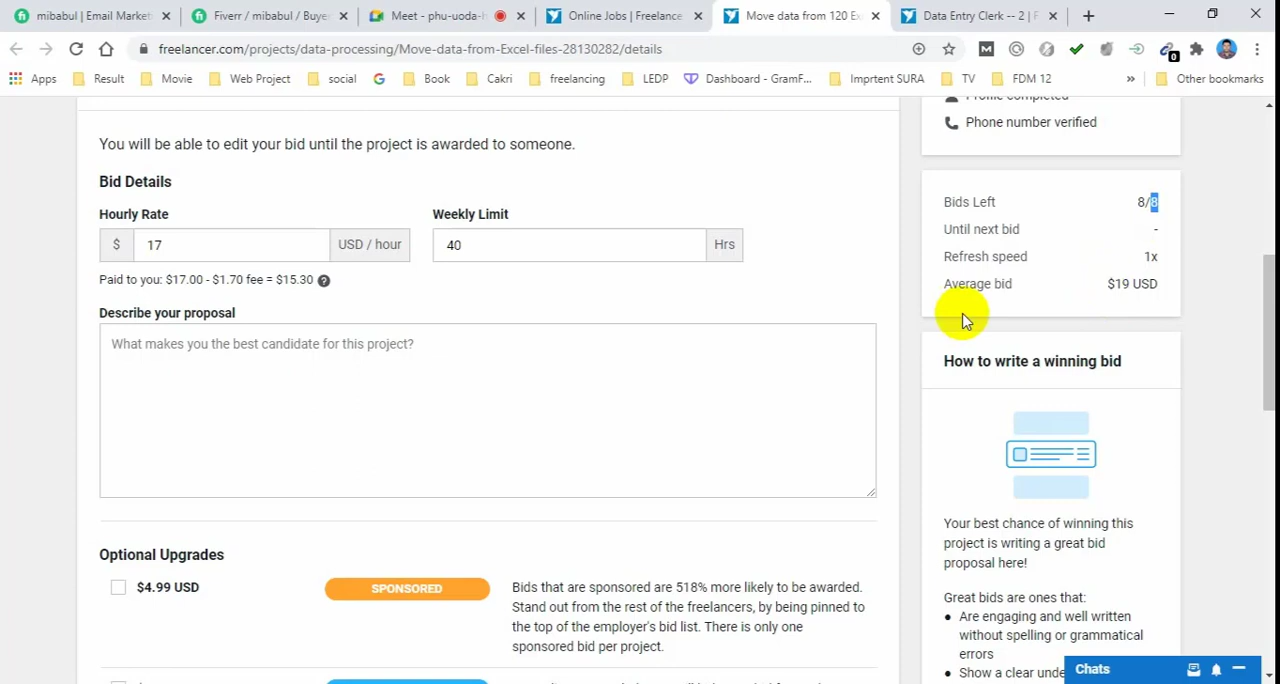 mibabul | Email Market
Fiverr / mibabul / Buye
Meet - phu-uoda-
Online Jobs | Freelance
Move data from 120 Ex
Data Entry Clerk -- 2 | F
freelancer.com/projects/data-processing/Move-data-from-Excel-files-28130282/details
0
Apps
Result
Movie
Web Project
social
Book
Cakri
freelancing
LEDP
Dashboard - GramF...
Imprtent SURA
TV
FDM 12
»
Other bookmarks
Profile completed
Phone number verified
You will be able to edit your bid until the project is awarded to someone.
Bid Details
Hourly Rate
Weekly Limit
$ 17 USD / hour
40 Hrs
Paid to you: $17.00 - $1.70 fee = $15.30
Describe your proposal
What makes you the best candidate for this project?
Optional Upgrades
$4.99 USD
SPONSORED
Bids that are sponsored are 518% more likely to be awarded.
Stand out from the rest of the freelancers, by being pinned to
the top of the employer's bid list. There is only one
sponsored bid per project.
Bids Left 8/8
Until next bid -
Refresh speed 1x
Average bid $19 USD
How to write a winning bid
Your best chance of winning this
project is writing a great bid
proposal here!
Great bids are ones that:
● Are engaging and well written
without spelling or grammatical
errors
● Show a clear unde
Chats